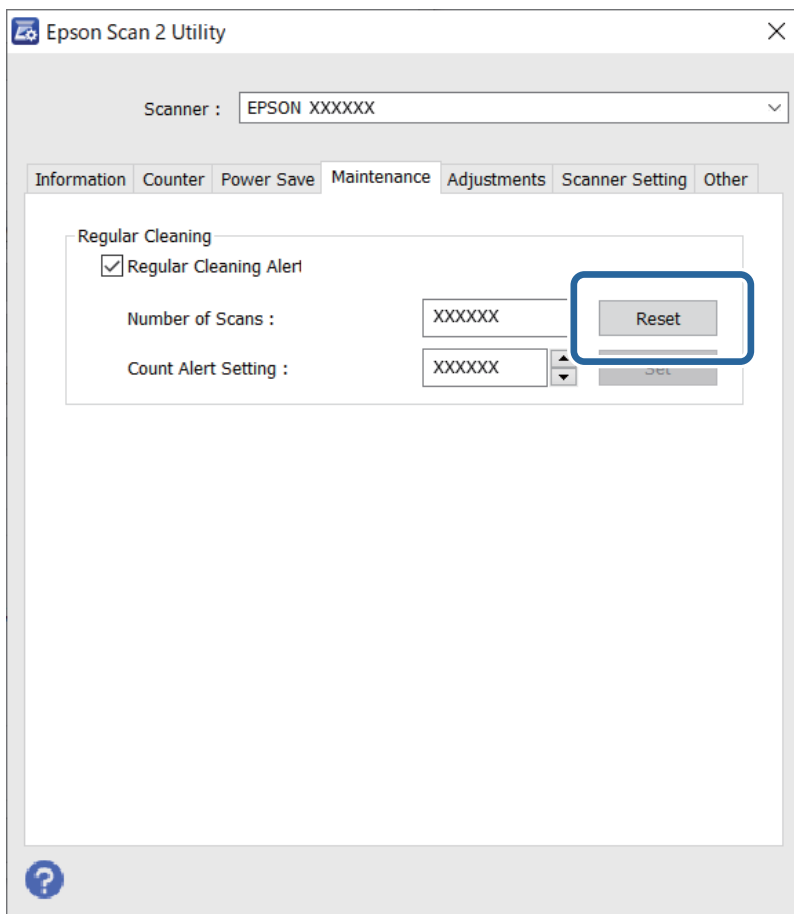 Epson Scan 2 Utility
Scanner : EPSON XXXXXX
Information Counter Power Save Maintenance Adjustments Scanner Setting Other
Regular Cleaning
Regular Cleaning Alert
Number of Scans : XXXXXX Reset
Count Alert Setting : XXXXXX Set
?